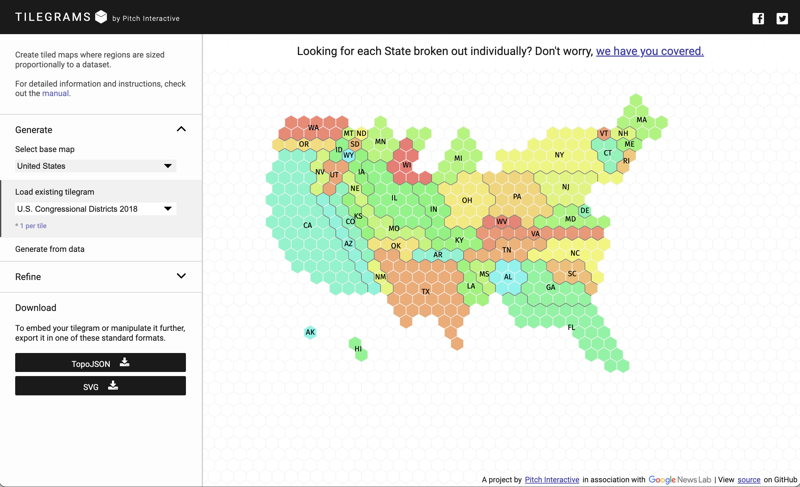 TILEGRAMS by Pitch Interactive
Looking for each State broken out individually? Don't worry, we have you covered.
Create tiled maps where regions are sized
proportionally to a dataset.
For detailed information and instructions, check
out the manual.
Generate
Select base map
United States
Load existing tilegram
U.S. Congressional Districts 2018
* 1 per tile
Generate from data
Refine
Download
To embed your tilegram or manipulate it further,
export it in one of these standard formats.
TopoJSON
SVG
MA
WA MT ND VT NH
OR ID SD MN ME
WY WI MI NY CT RI
NV UT IA
NE IL OH PA NJ
CA CO KS IN WV MD DE
MO VA
AZ OK KY TN NC
AR
NM MS AL SC
TX LA GA
AK FL
HI
A project by Pitch Interactive in association with Google News Lab | View source on GitHub